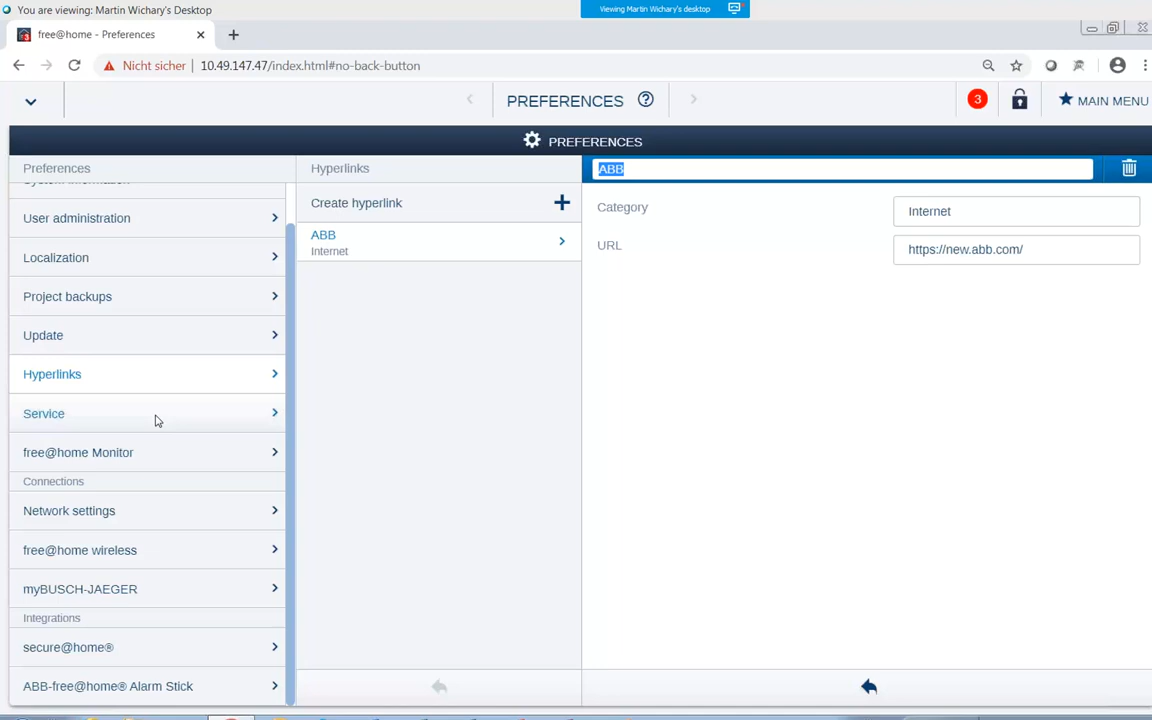 You are viewing: Martin Wichary's Desktop
Viewing Martin Wichary's desktop
free@home - Preferences
Nicht sicher
10.49.147.47/index.html#no-back-button
PREFERENCES
3
MAIN MENU
PREFERENCES
Preferences
Hyperlinks
ABB
System information
User administration
Localization
Project backups
Update
Hyperlinks
Service
free@home Monitor
Connections
Network settings
free@home wireless
myBUSCH-JAEGER
Integrations
secure@home®
ABB-free@home® Alarm Stick
Create hyperlink
ABB
Internet
Category
Internet
URL
https://new.abb.com/